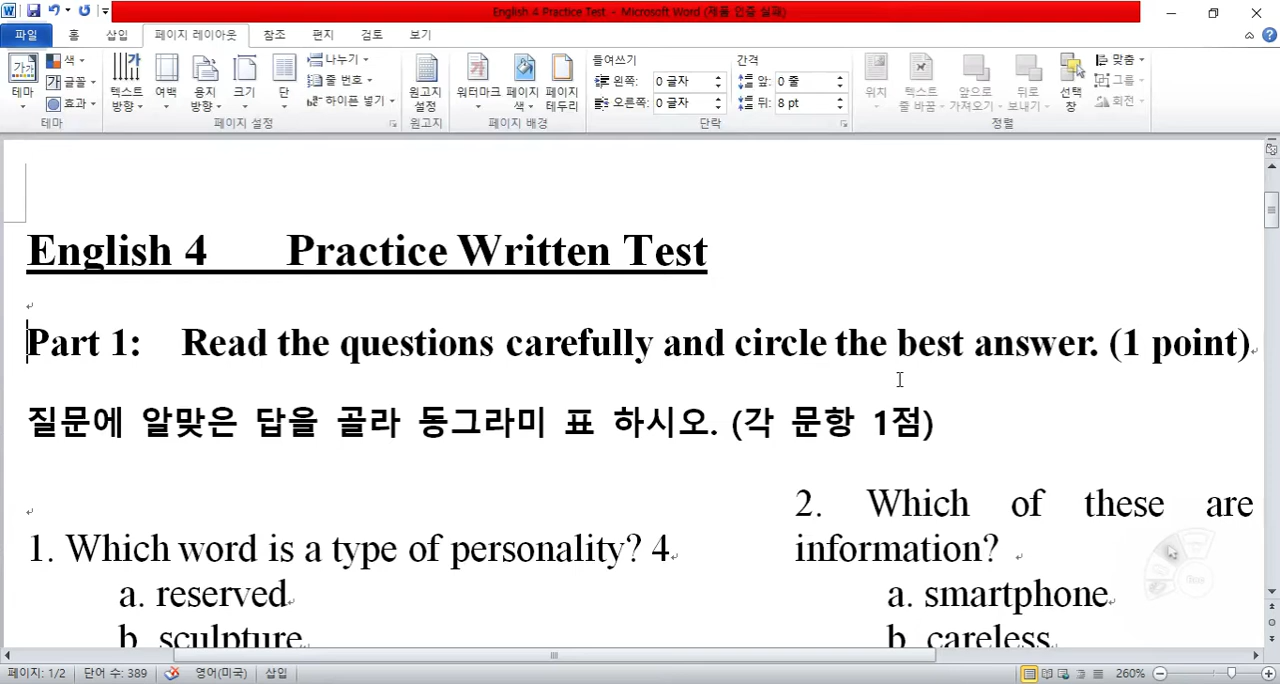 English 4 Practice Test - Microsoft Word (제품 인증 실패)
파일 홈 삽입 페이지 레이아웃 참조 편지 검토 보기
테마 색 글꼴 효과
테마
텍스트 방향 여백 용지 방향 크기 단 나누기 줄 번호 하이픈 넣기
페이지 설정
원고지 설정
원고지
워터마크 페이지 색 페이지 테두리
페이지 배경
들여쓰기 간격
왼쪽: 0 글자 앞: 0 줄
오른쪽: 0 글자 뒤: 8 pt
단락
위치 텍스트 줄 바꿈 앞으로 가져오기 뒤로 보내기 선택 창 맞춤 그룹 회전
정렬
English 4 Practice Written Test
Part 1: Read the questions carefully and circle the best answer. (1 point)
질문에 알맞은 답을 골라 동그라미 표 하시오. (각 문항 1점)
1. Which word is a type of personality? 4
a. reserved
b. sculpture
2. Which of these are
information?
a. smartphone
b. careless
페이지: 1/2 단어 수: 389 영어(미국) 삽입 260%